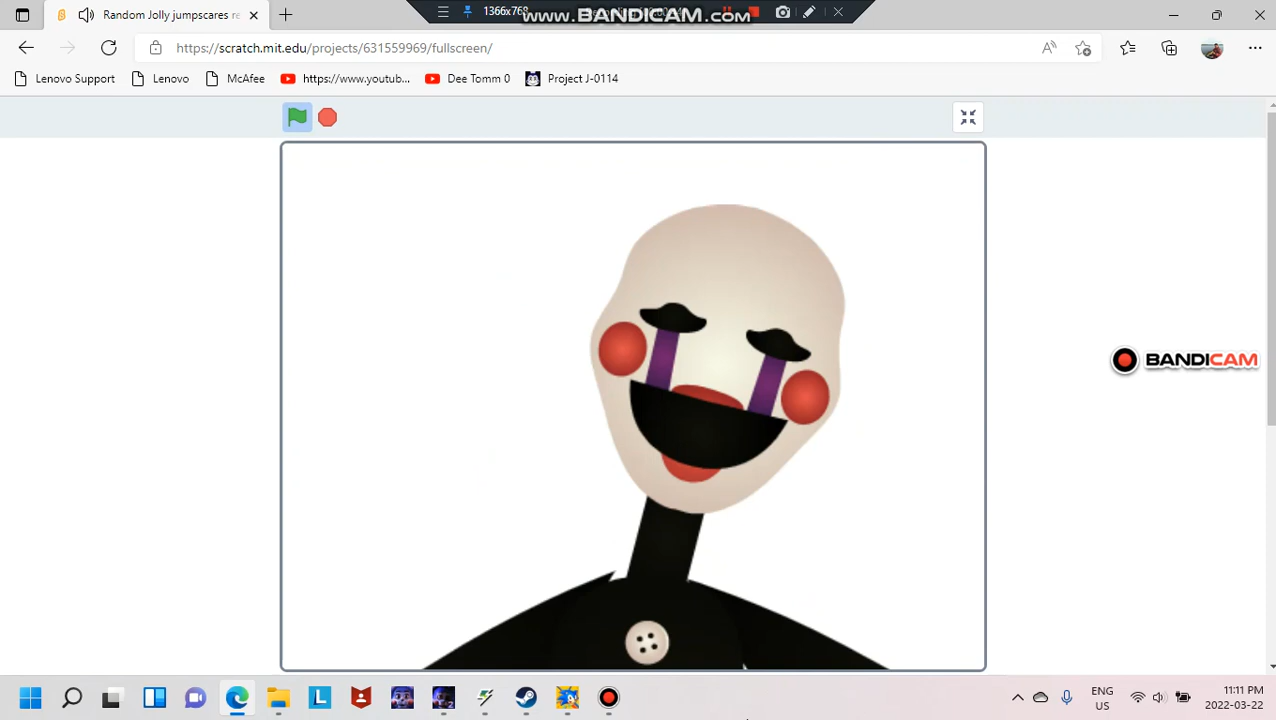 Random Jolly jumpscares re
1366x768
www.BANDICAM.com
https://scratch.mit.edu/projects/631559969/fullscreen/
Lenovo Support
Lenovo
McAfee
https://www.youtub...
Dee Tomm 0
Project J-0114
BANDICAM
ENG
US
11:11 PM
2022-03-22